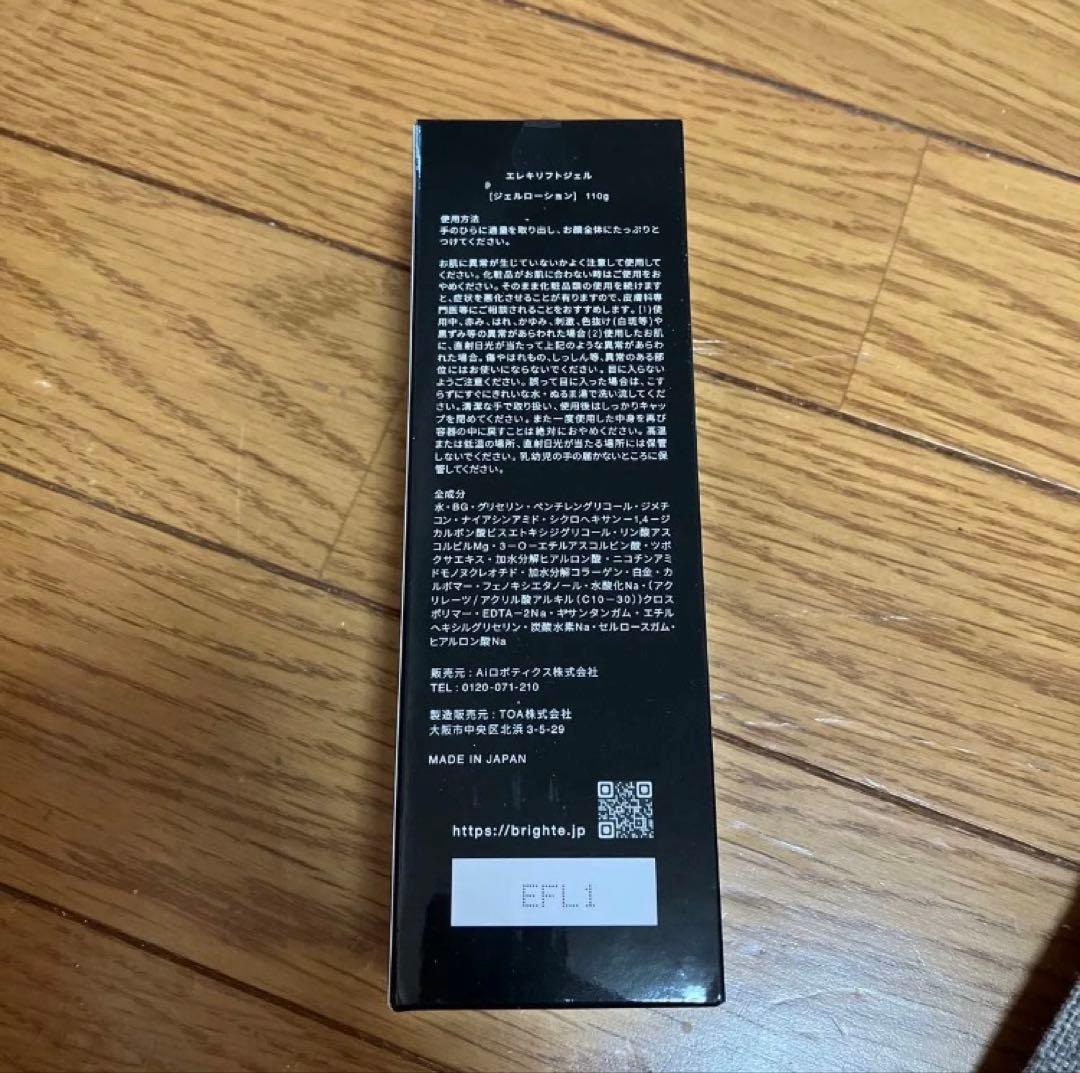 エレキリフトジェル
[ジェルローション] 110g
使用方法
手のひらに適量を取り出し、お顔全体にたっぷりと
つけてください。
お肌に異常が生じていないかよく注意して使用して
ください。化粧品がお肌に合わない時はご使用をお
やめください。そのまま化粧品類の使用を続けます
と、症状を悪化させることが有りますので、皮膚科専
門医等にご相談されることをおすすめします。(1)使
用中、赤み、はれ、かゆみ、刺激、色抜け(白斑等)や
黒ずみ等の異常があらわれた場合(2)使用したお肌
に、直射日光が当たって上記のような異常があらわ
れた場合。傷やはれもの、しっしん等、異常のある部
位にはお使いにならないでください。目に入らない
ようご注意ください。誤って目に入った場合は、こす
らずにすぐにきれいな水・ぬるま湯で洗い流してくだ
さい。清潔な手で取り扱い、使用後はしっかりキャッ
プを閉めてください。また一度使用した中身を再び
容器の中に戻すことは絶対におやめください。高温
または低温の場所、直射日光が当たる場所には保管
しないでください。乳幼児の手の届かないところに保
管してください。
全成分
水・BG・グリセリン・ペンチレングリコール・ジメチ
コン・ナイアシンアミド・シクロヘキサン－1,4－ジ
カルボン酸ビスエトキシジグリコール・リン酸アス
コルビルMg・3－O－エチルアスコルビン酸・ツボ
クサエキス・加水分解ヒアルロン酸・ニコチンアミ
ドモノヌクレオチド・加水分解コラーゲン・白金・カ
ルボマー・フェノキシエタノール・水酸化Na・(アク
リレーツ/アクリル酸アルキル(C10－30))クロス
ポリマー・EDTA－2Na・キサンタンガム・エチル
ヘキシルグリセリン・炭酸水素Na・セルロースガム・
ヒアルロン酸Na
販売元：Aiロボティクス株式会社
TEL：0120-071-210
製造販売元：TOA株式会社
大阪市中央区北浜3-5-29
MADE IN JAPAN
https://brighte.jp
EFL1